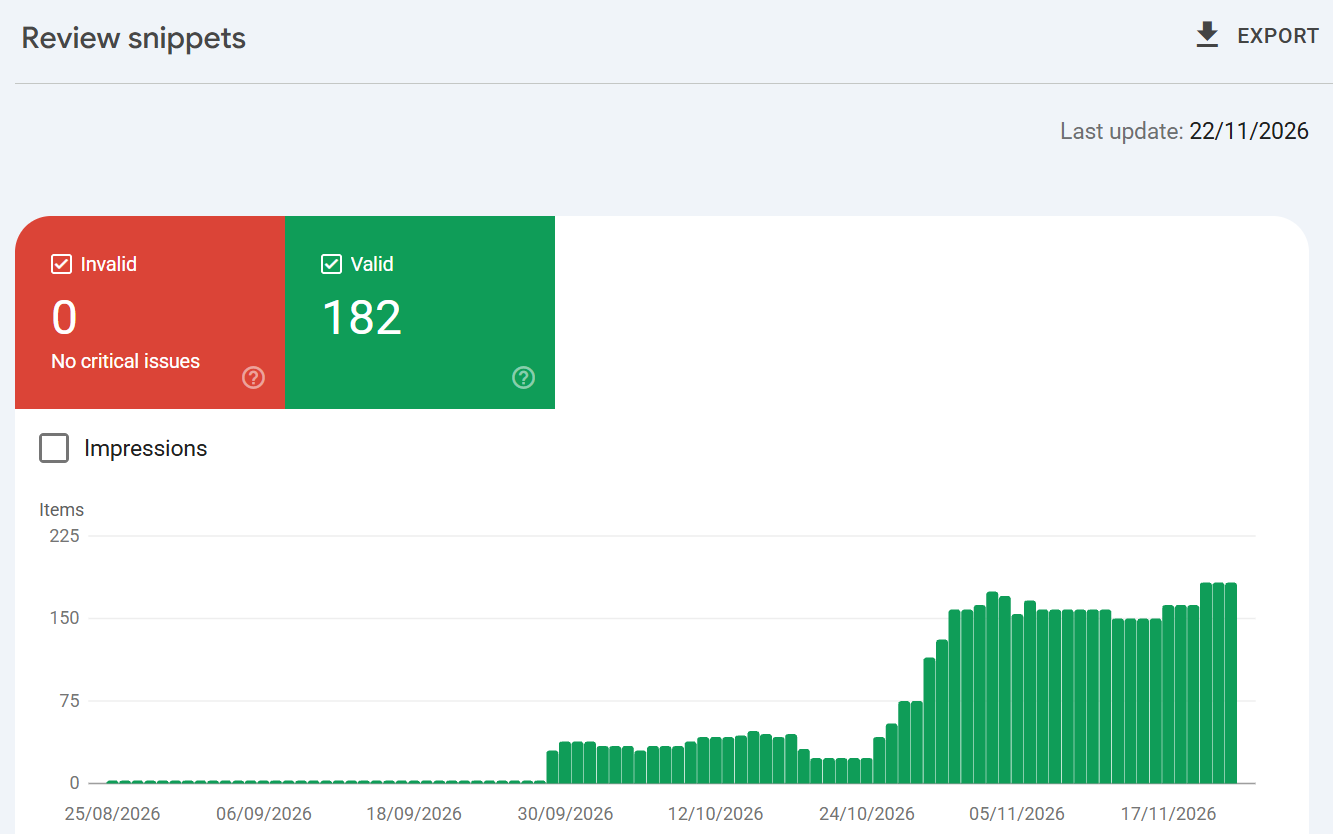 Review snippets
EXPORT
Last update: 22/11/2026
Invalid
0
No critical issues
Valid
182
Impressions
Items
225
150
75
0
25/08/2026 06/09/2026 18/09/2026 30/09/2026 12/10/2026 24/10/2026 05/11/2026 17/11/2026